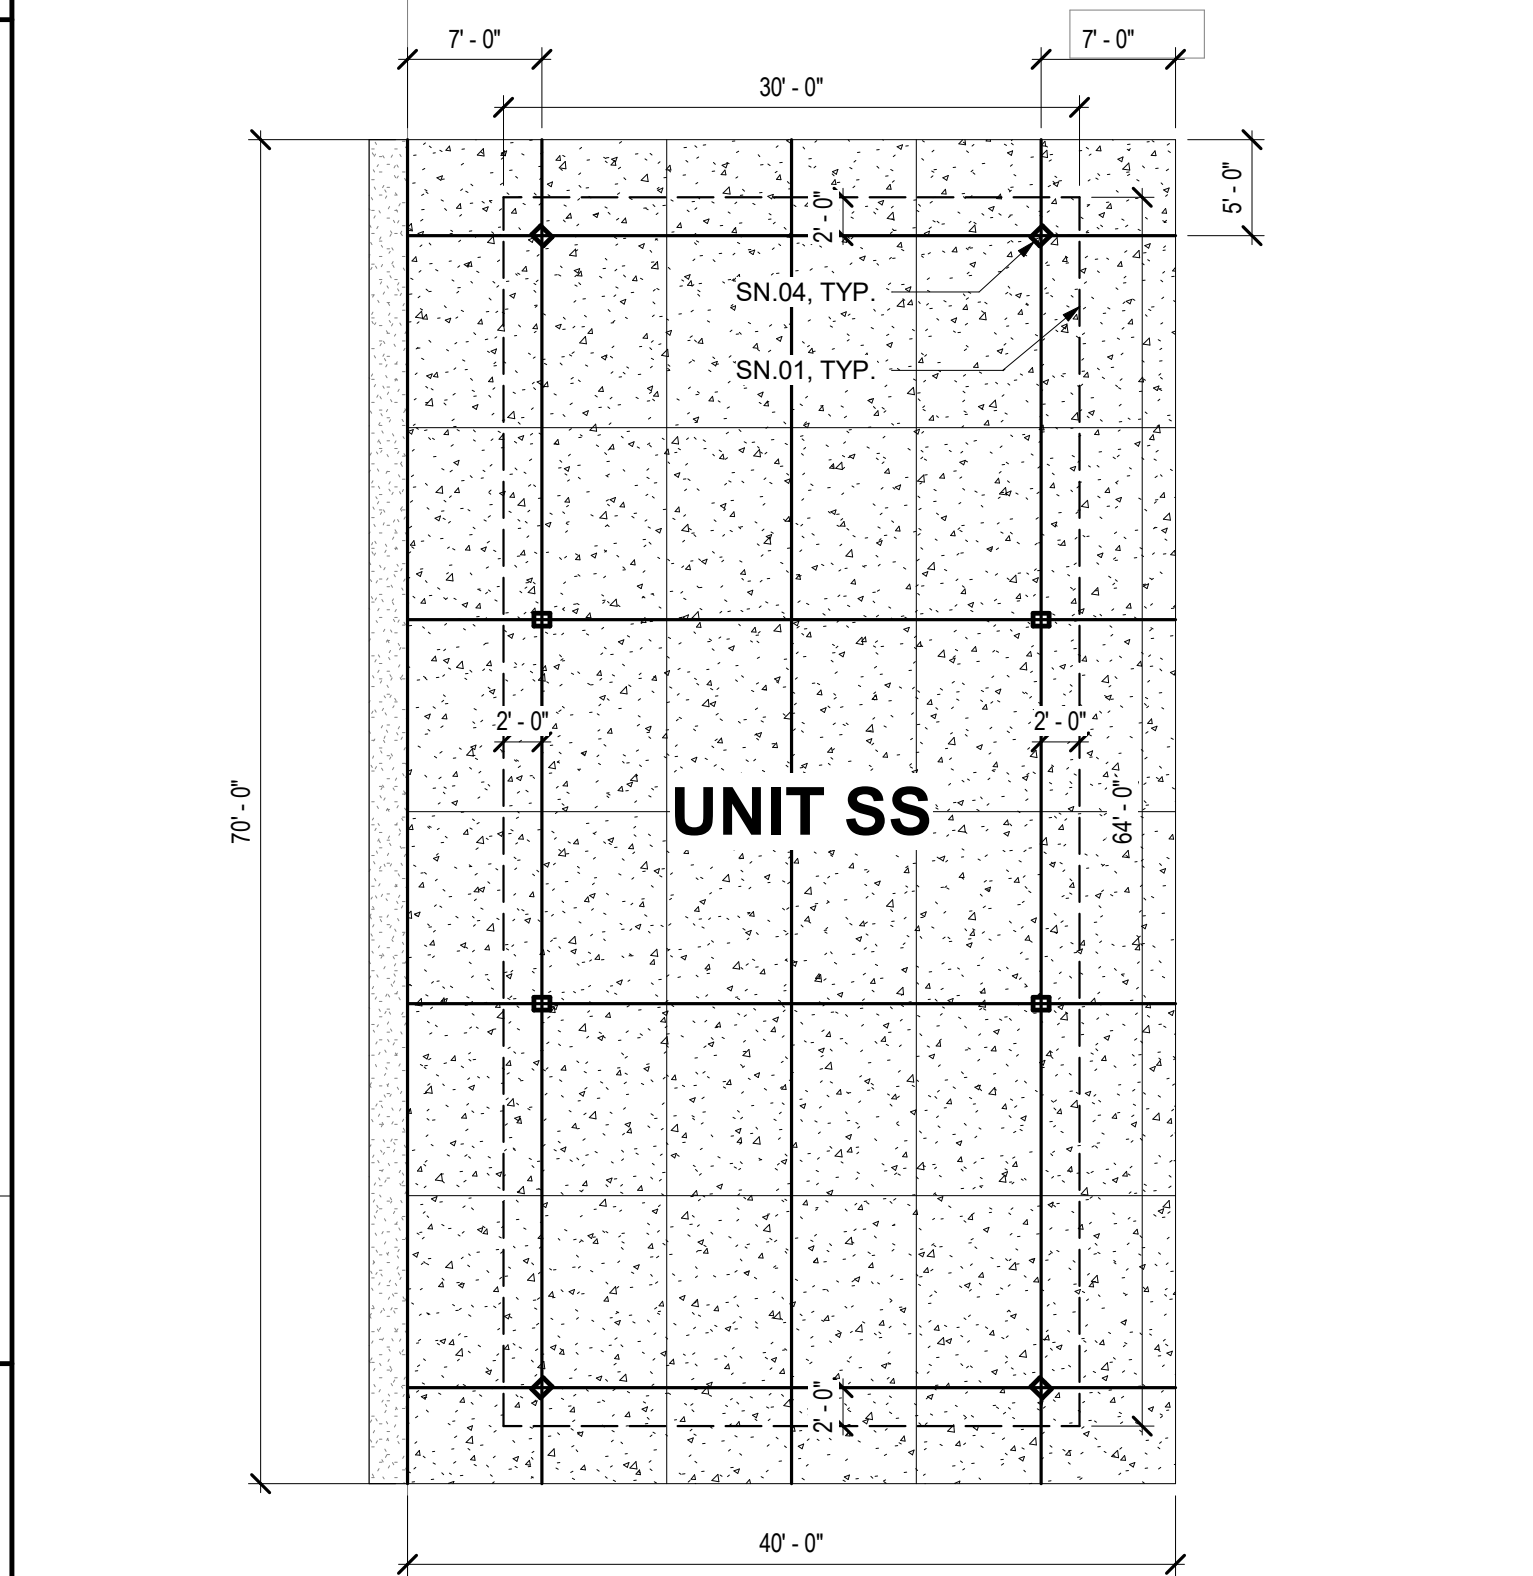 7' - 0"
7' - 0"
30' - 0"
5' - 0"
2' - 0"
SN.04, TYP.
SN.01, TYP.
2' - 0"
2' - 0"
70' - 0"
UNIT SS
64' - 0"
2' - 0"
40' - 0"